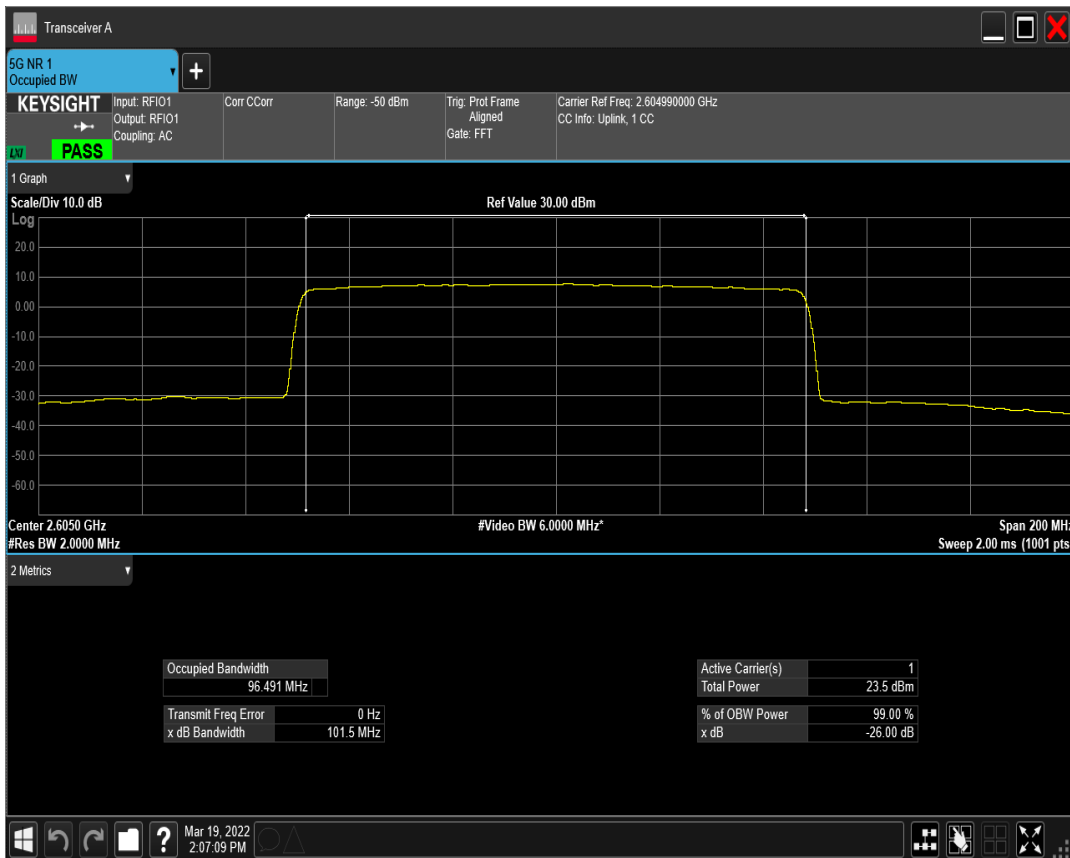 Transceiver A
5G NR 1
Occupied BW
KEYSIGHT
LXI
PASS
Input: RFIO1
Output: RFIO1
Coupling: AC
Corr CCorr
Range: -50 dBm
Trig: Prot Frame
Aligned
Gate: FFT
Carrier Ref Freq: 2.604990000 GHz
CC Info: Uplink, 1 CC
1 Graph
Scale/Div 10.0 dB
Ref Value 30.00 dBm
Log
20.0
10.0
0.00
-10.0
-20.0
-30.0
-40.0
-50.0
-60.0
Center 2.6050 GHz
#Video BW 6.0000 MHz*
Span 200 MHz
#Res BW 2.0000 MHz
Sweep 2.00 ms (1001 pts
2 Metrics
Occupied Bandwidth
96.491 MHz
Transmit Freq Error 0 Hz
x dB Bandwidth 101.5 MHz
Active Carrier(s) 1
Total Power 23.5 dBm
% of OBW Power 99.00 %
x dB -26.00 dB
?
Mar 19, 2022
2:07:09 PM